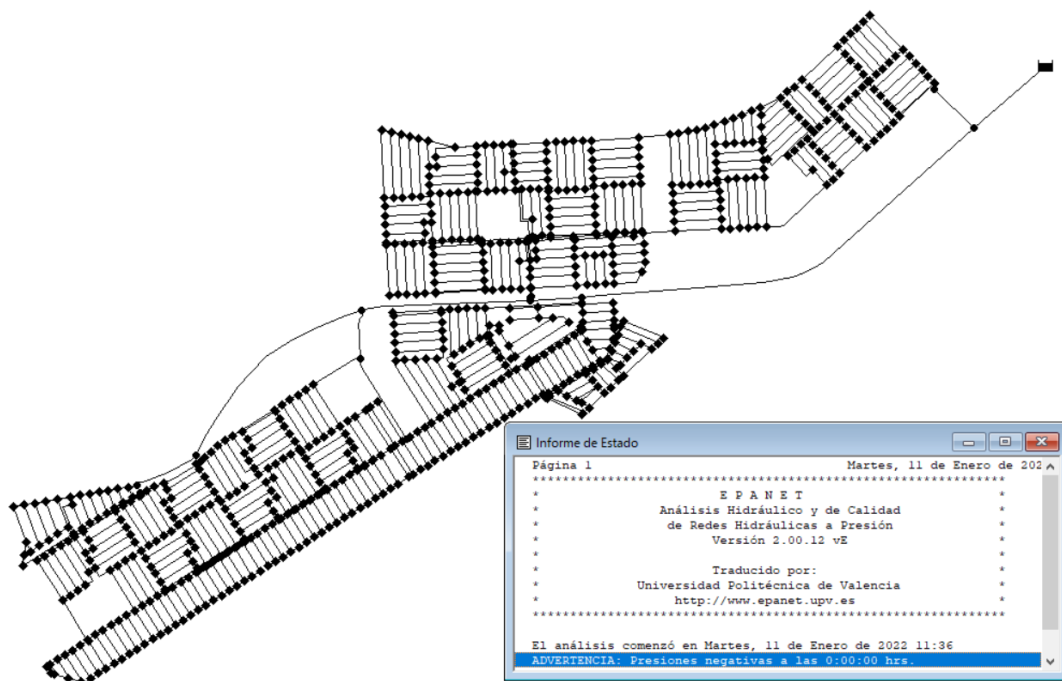 Informe de Estado
Página 1 Martes, 11 de Enero de 202
******************************************************************
* E P A N E T *
* Análisis Hidráulico y de Calidad *
* de Redes Hidráulicas a Presión *
* Versión 2.00.12 vE *
* *
* Traducido por: *
* Universidad Politécnica de Valencia *
* http://www.epanet.upv.es *
******************************************************************
El análisis comenzó en Martes, 11 de Enero de 2022 11:36
ADVERTENCIA: Presiones negativas a las 0:00:00 hrs.